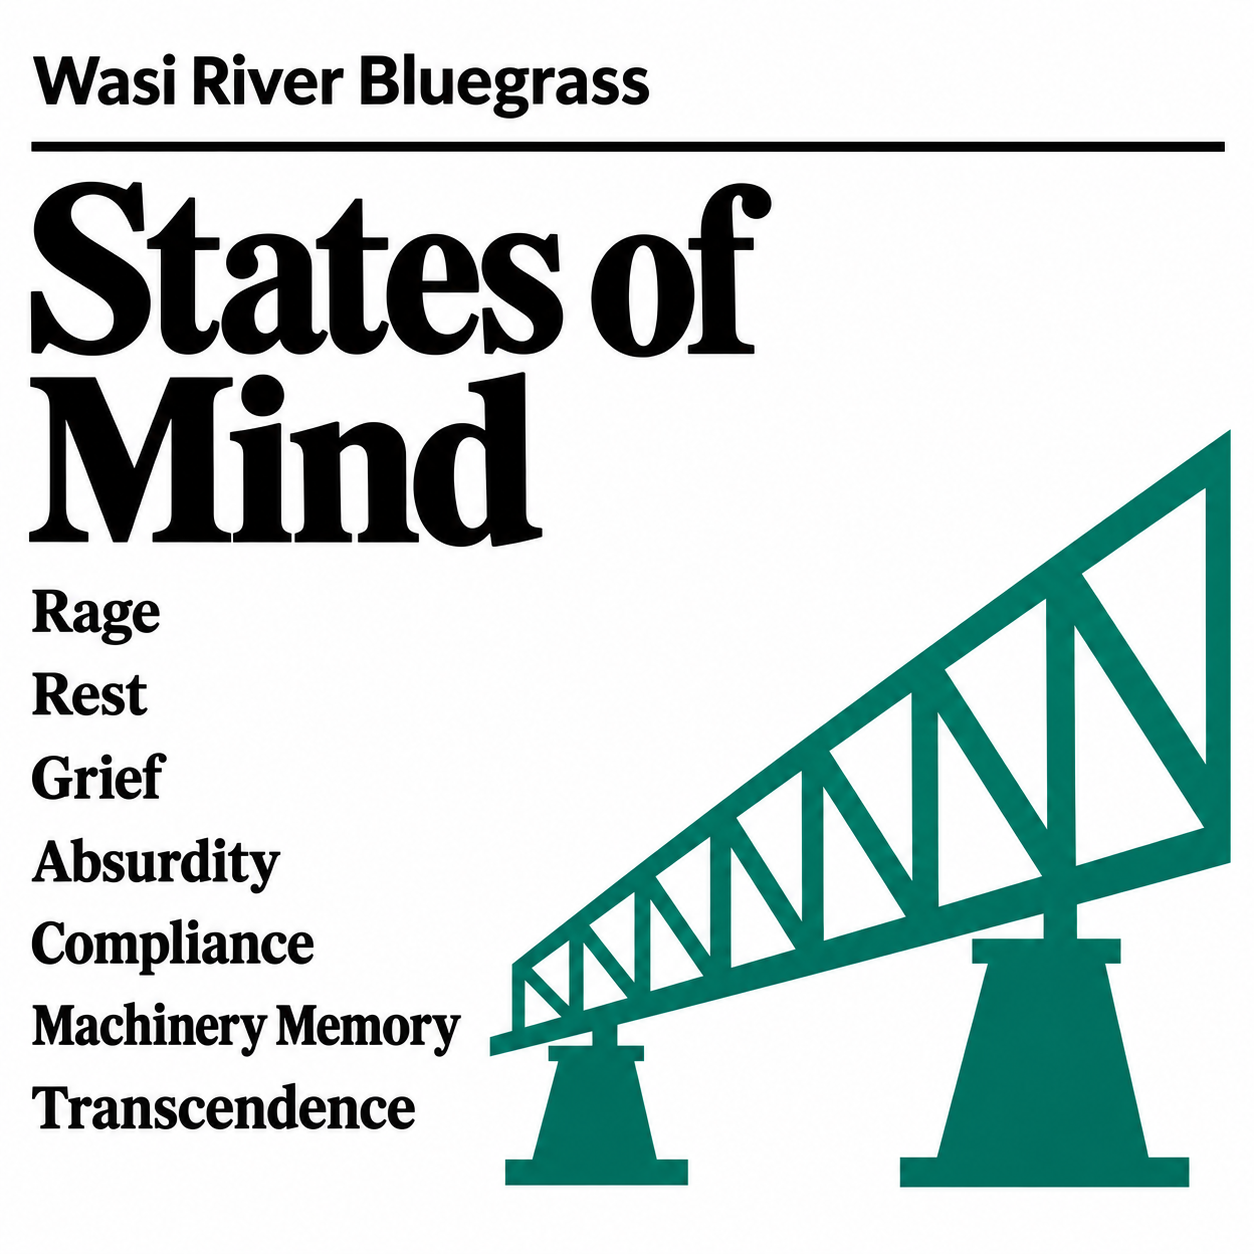 Wasi River Bluegrass
States of
Mind
Rage
Rest
Grief
Absurdity
Compliance
Machinery Memory
Transcendence